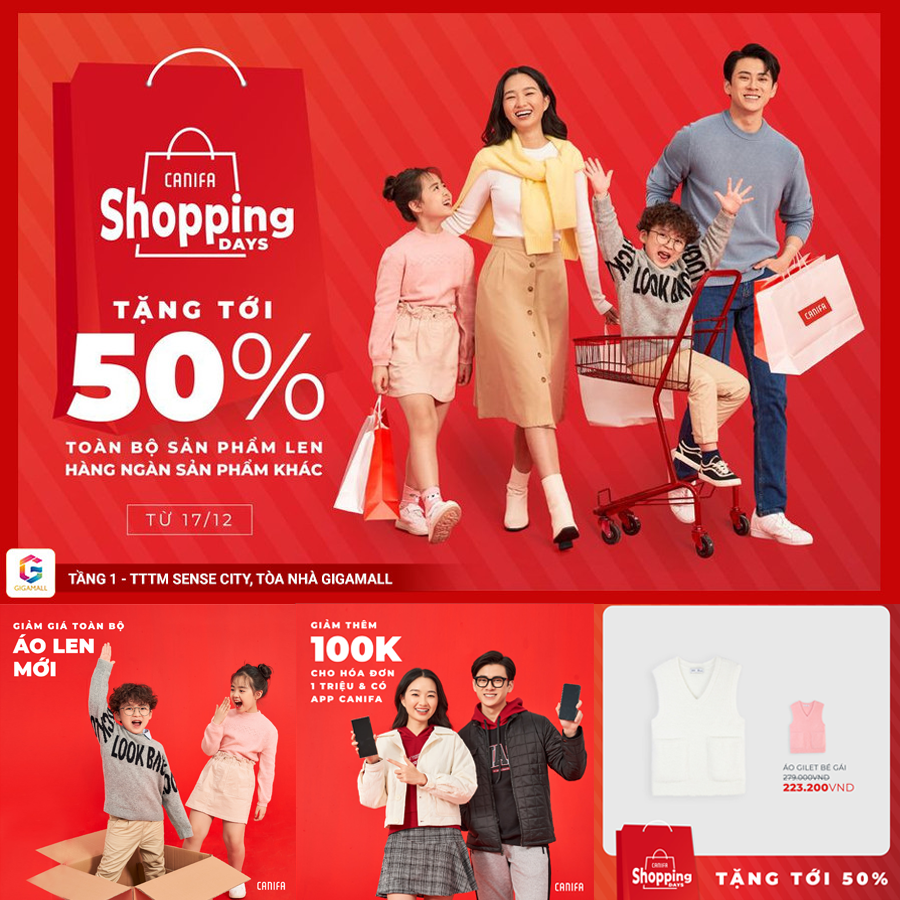 CANIFA
Shopping
DAYS
TẶNG TỚI
50%
TOÀN BỘ SẢN PHẨM LEN
HÀNG NGÀN SẢN PHẨM KHÁC
TỪ 17/12
LOOK BA
CANIFA
GIGAMALL
TẦNG 1 - TTTM SENSE CITY, TÒA NHÀ GIGAMALL
GIẢM GIÁ TOÀN BỘ
ÁO LEN
MỚI
LOOK BA
CANIFA
GIẢM THÊM
100K
CHO HÓA ĐƠN
1 TRIỆU & CÓ
APP CANIFA
CANIFA
ÁO GILET BÉ GÁI
279.000VND
223.200VND
CANIFA
Shopping
DAYS
TẶNG TỚI 50%